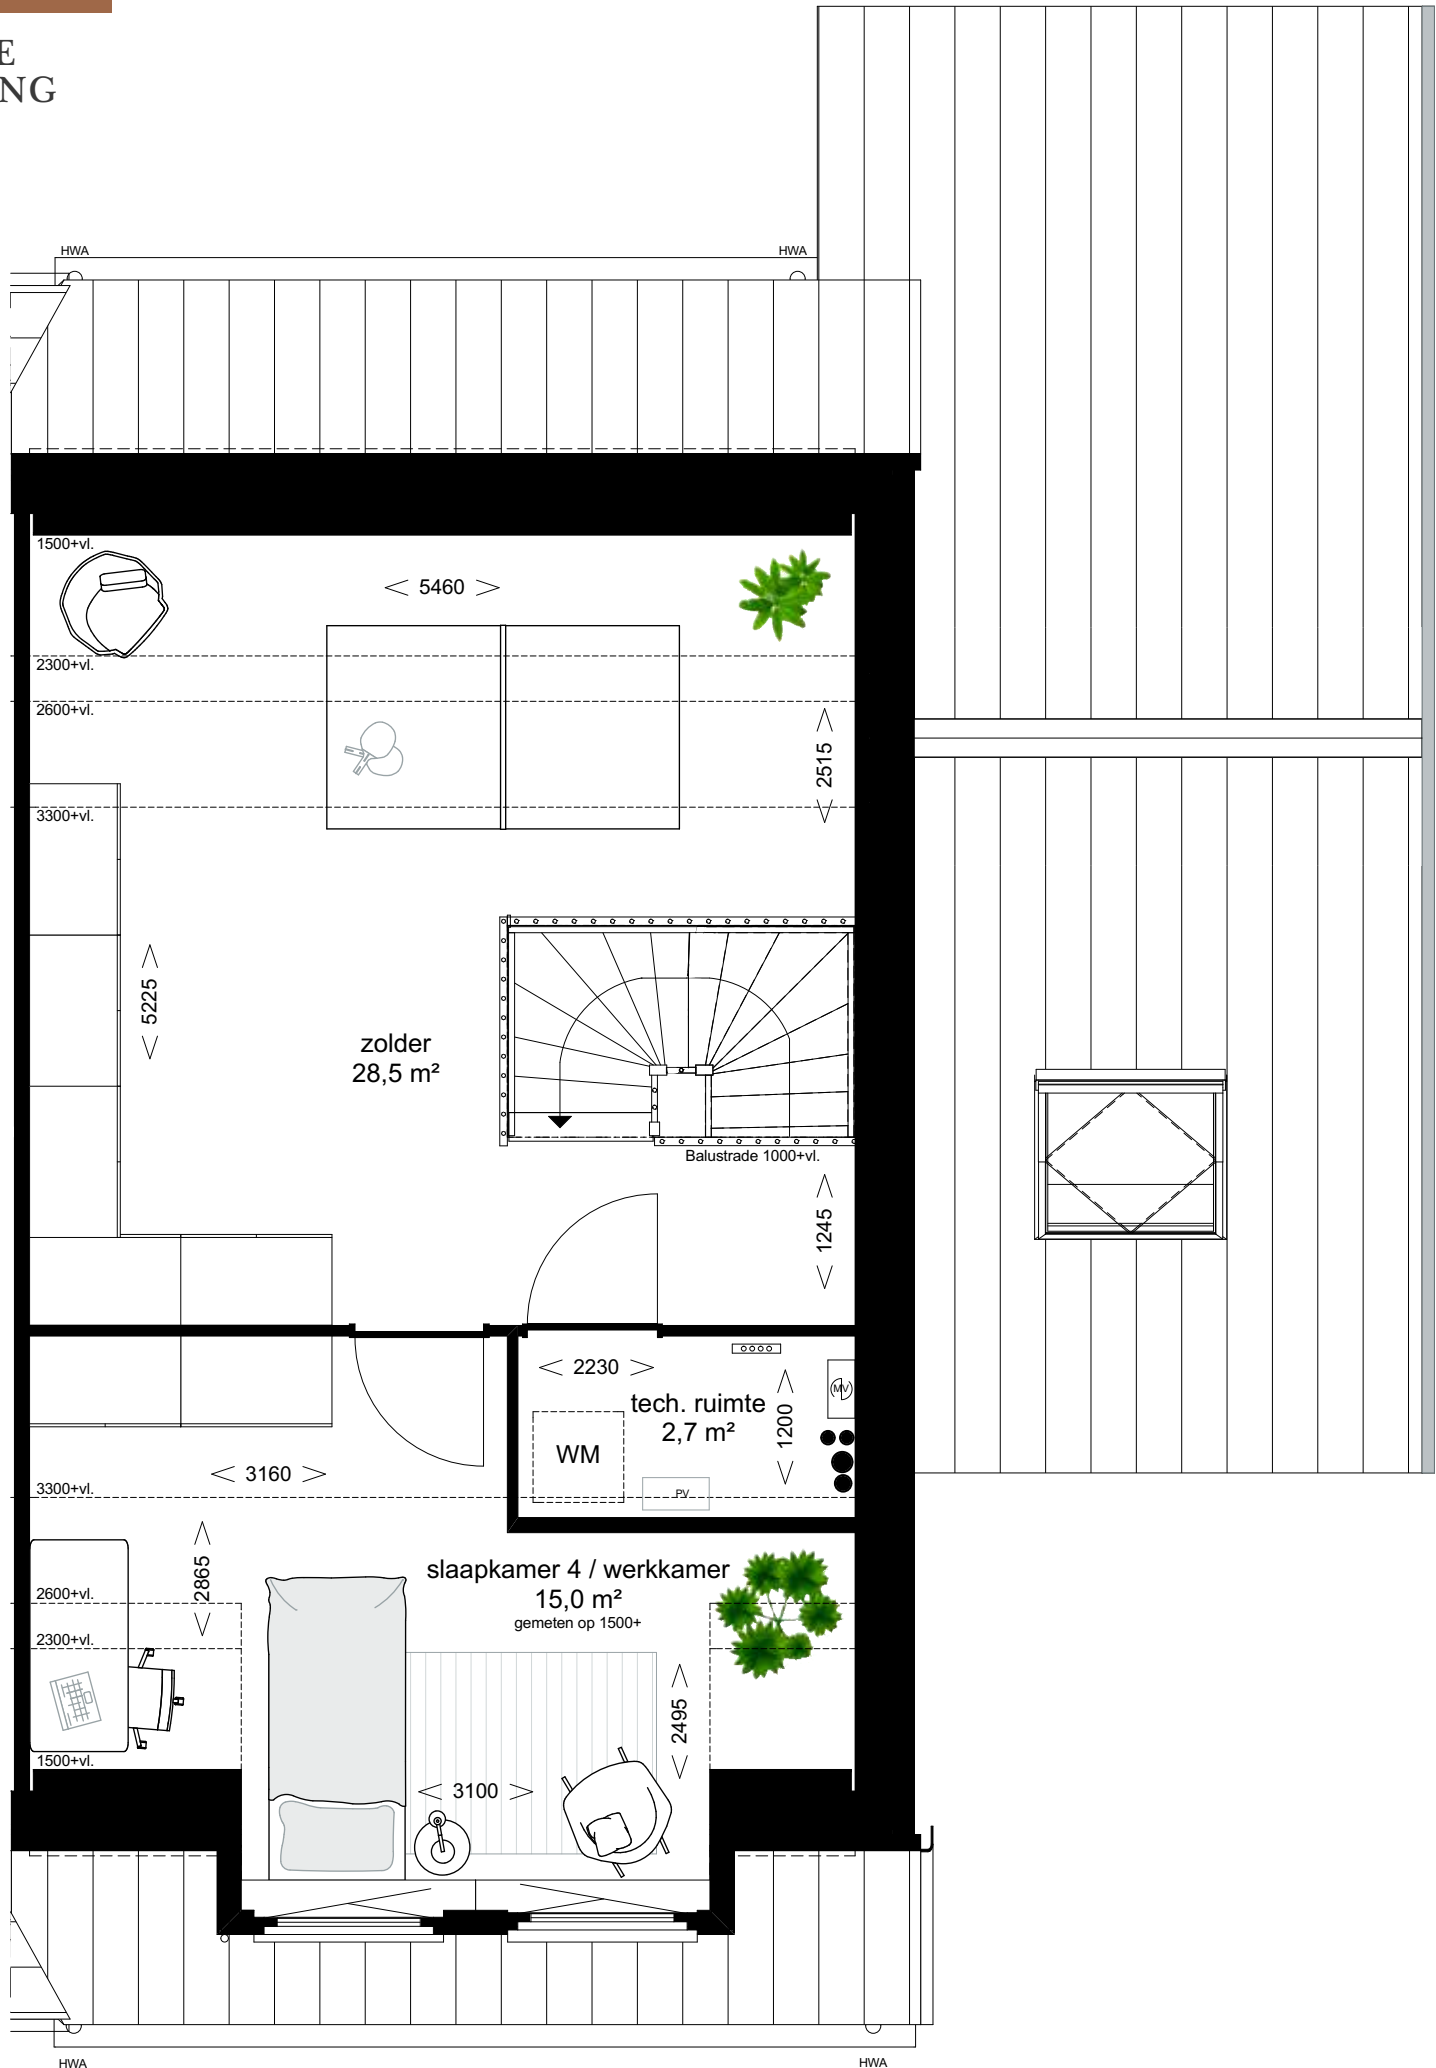 E
NG
HWA
HWA
1500+vl.
5460
2300+vl.
2600+vl.
2515
3300+vl.
5225
zolder
28,5 m²
Balustrade 1000+vl.
1245
2230
MV
tech. ruimte
2,7 m²
1200
WM
3160
3300+vl.
PV
2865
slaapkamer 4 / werkkamer
15,0 m²
gemeten op 1500+
2600+vl.
2300+vl.
2495
1500+vl.
3100
HWA
HWA